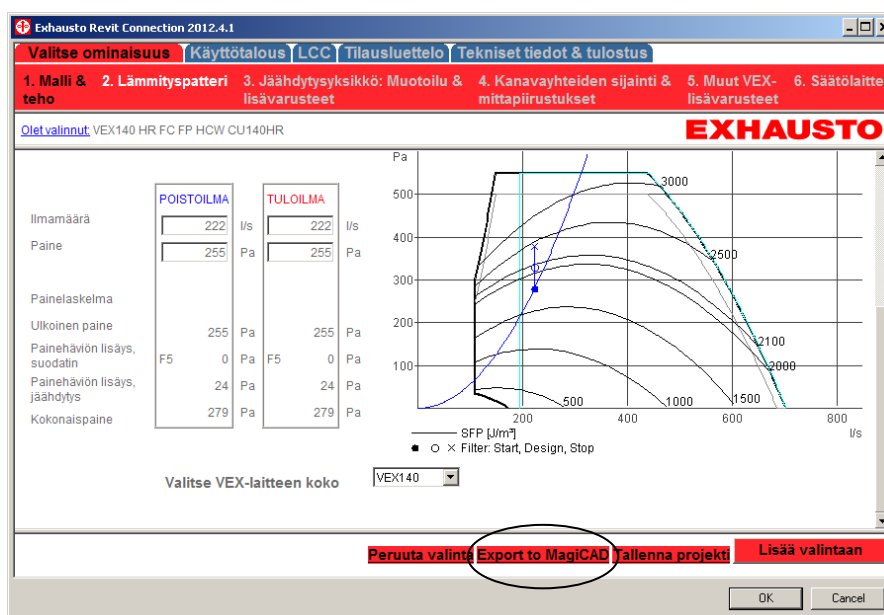 Exhausto Revit Connection 2012.4.1
Valitse ominaisuus Käyttötalous LCC Tilausluettelo Tekniset tiedot & tulostus
1. Malli & teho
2. Lämmityspatteri
3. Jäähdytysyksikkö: Muotoilu & lisävarusteet
4. Kanavayhteiden sijainti & mittapiirustukset
5. Muut VEX-lisävarusteet
6. Säätölaitte
Olet valinnut: VEX140 HR FC FP HCW CU140HR
EXHAUSTO
POISTOILMA TULOILMA
Ilmamäärä 222 l/s 222 l/s
Paine 255 Pa 255 Pa
Painelaskelma
Ulkoinen paine 255 Pa 255 Pa
Painehäviön lisäys, suodatin F5 0 Pa F5 0 Pa
Painehäviön lisäys, jäähdytys 24 Pa 24 Pa
Kokonaispaine 279 Pa 279 Pa
Pa
500
400
300
200
100
3000
2500
2100
2000
500 1000 1500
200 400 600 800
l/s
SFP [J/m³]
Filter: Start, Design, Stop
Valitse VEX-laitteen koko VEX140
Peruuta valinta Export to MagiCAD Tallenna projekti Lisää valintaan
OK Cancel